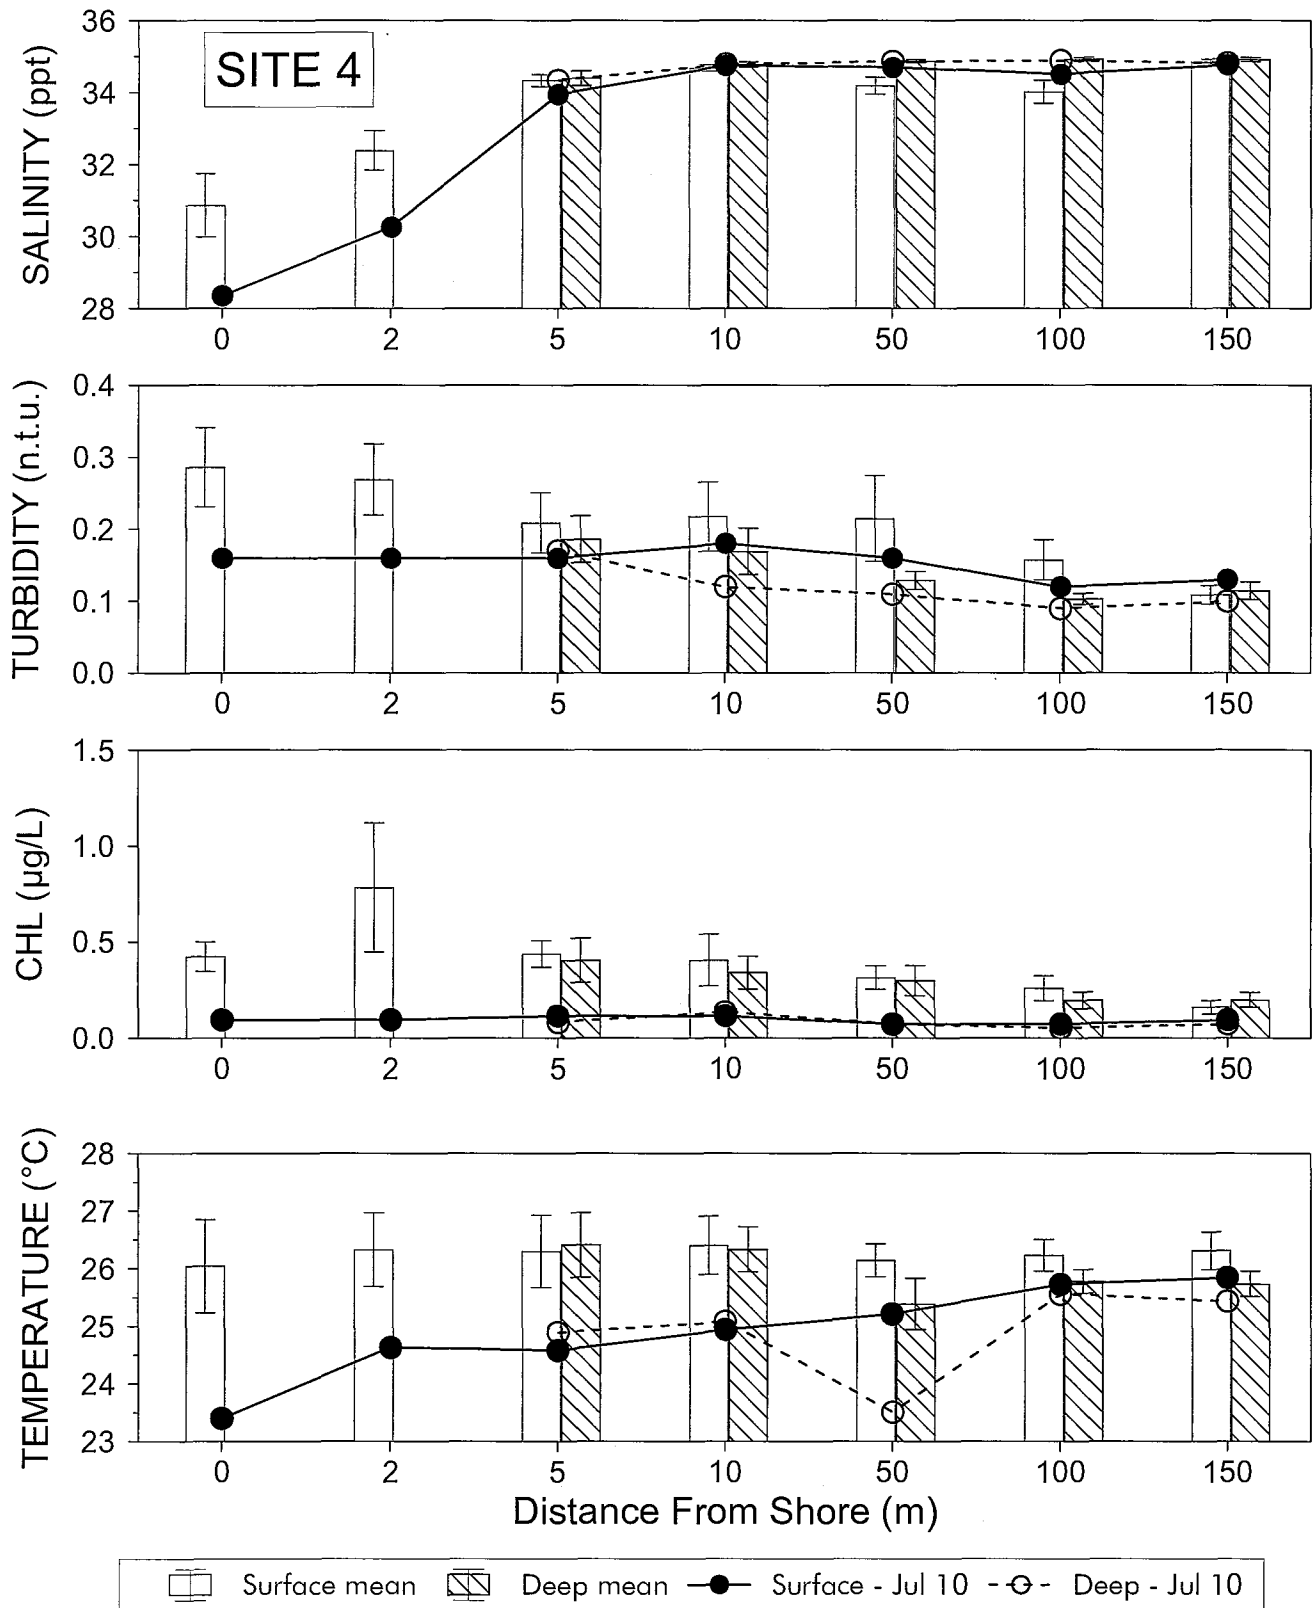 SITE 4
SALINITY (ppt)
36
34
32
30
28
0 2 5 10 50 100 150
TURBIDITY (n.t.u.)
0.4
0.3
0.2
0.1
0.0
0 2 5 10 50 100 150
CHL (µg/L)
1.5
1.0
0.5
0.0
0 2 5 10 50 100 150
TEMPERATURE (°C)
28
27
26
25
24
23
0 2 5 10 50 100 150
Distance From Shore (m)
Surface mean Deep mean Surface - Jul 10 Deep - Jul 10